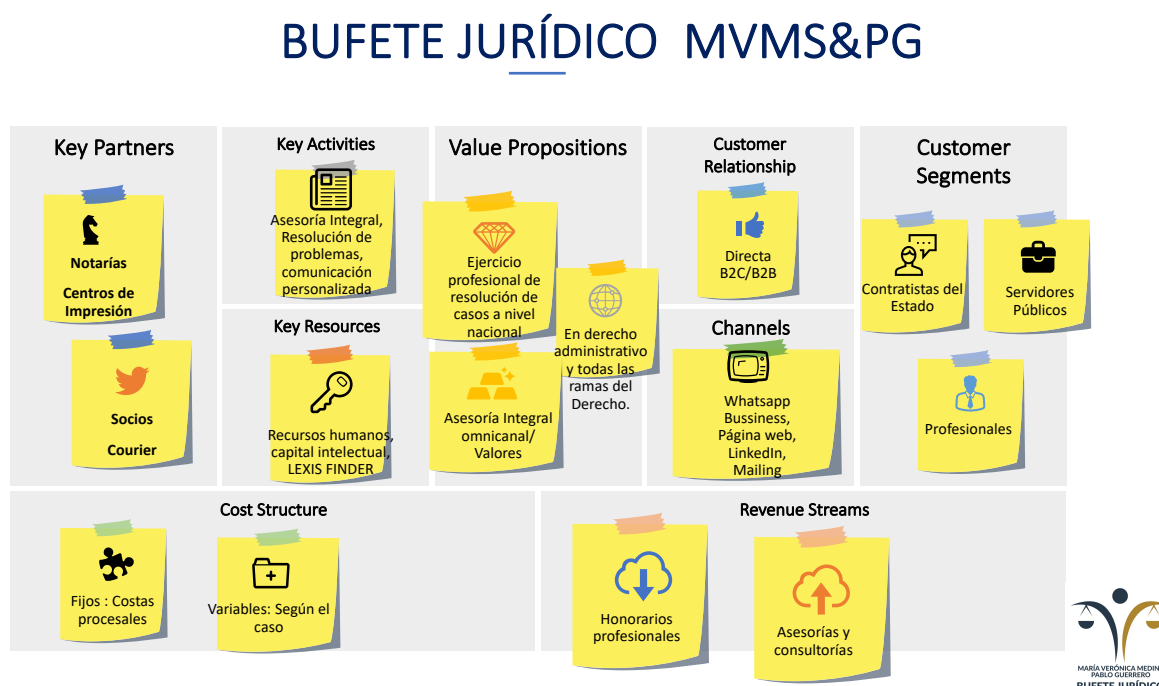 BUFETE JURÍDICO MVMS&PG
Key Partners
Notarías
Centros de
Impresión
Socios
Courier
Key Activities
Asesoría Integral,
Resolución de
problemas,
comunicación
personalizada
Key Resources
Recursos humanos,
capital intelectual,
LEXIS FINDER
Value Propositions
Ejercicio
profesional de
resolución de
casos a nivel
nacional
En derecho
administrativo
y todas las
ramas del
Derecho.
Asesoría Integral
omnicanal/
Valores
Customer
Relationship
Directa
B2C/B2B
Channels
Whatsapp
Bussiness,
Página web,
LinkedIn,
Mailing
Customer
Segments
Contratistas del
Estado
Servidores
Públicos
Profesionales
Cost Structure
Fijos : Costas
procesales
Variables: Según el
caso
Revenue Streams
Honorarios
profesionales
Asesorías y
consultorías
MARÍA VERÓNICA MEDIN
PABLO GUERRERO
BUFETE JURÍDICO